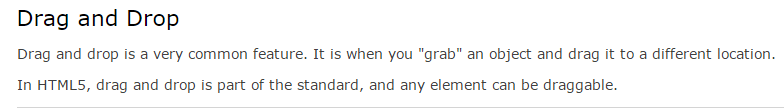 Drag and Drop
Drag and drop is a very common feature. It is when you "grab" an object and drag it to a different location.
In HTML5, drag and drop is part of the standard, and any element can be draggable.